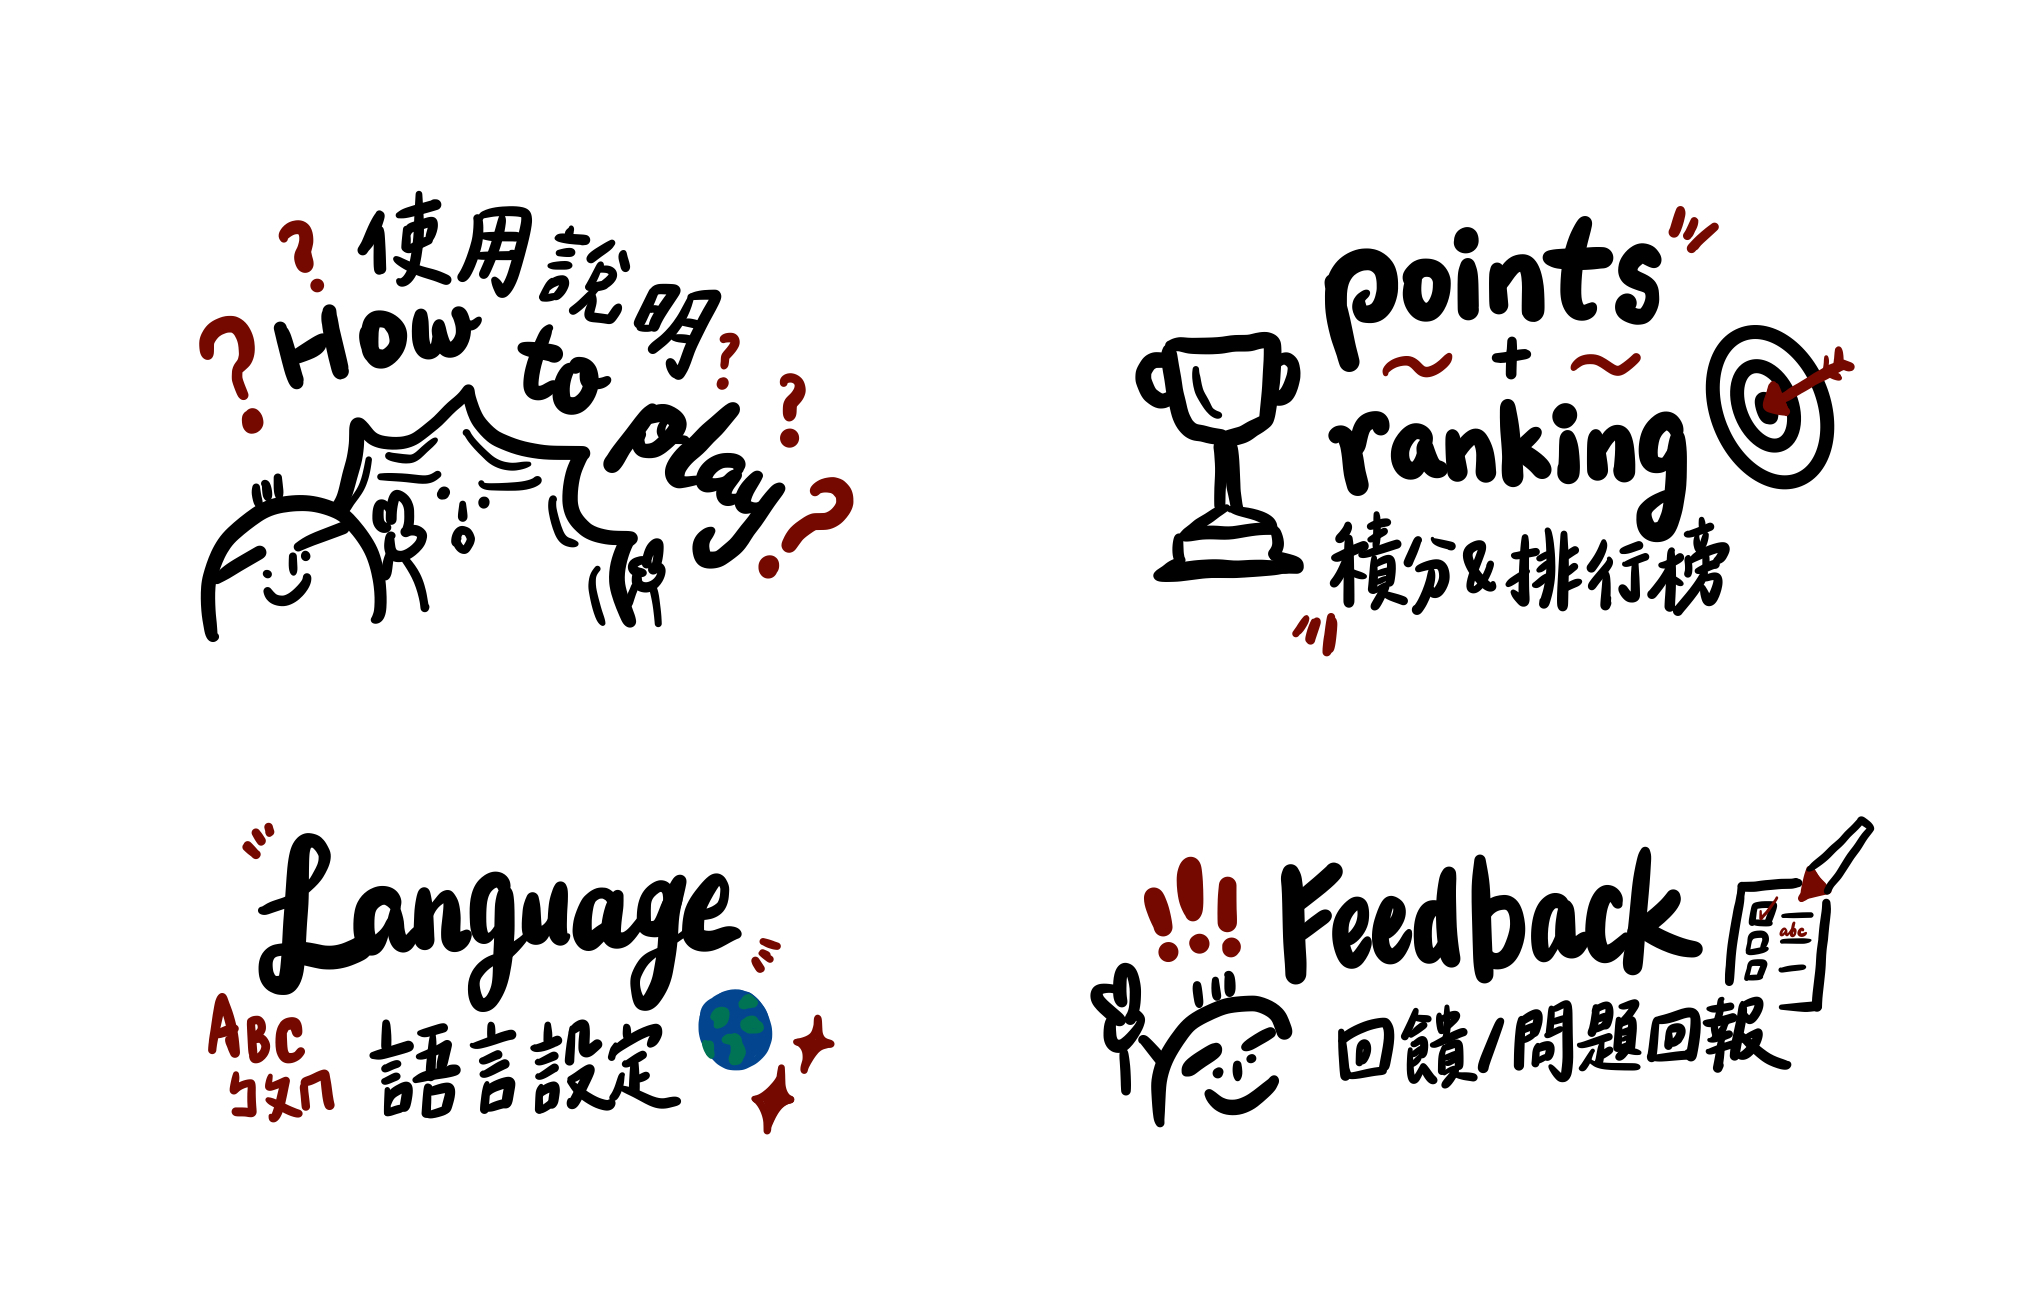 使用說明
How to play
points
+
ranking
積分&排行榜
Language
ABC
ㄅㄆㄇ
語言設定
Feedback
abc
回饋/問題回報